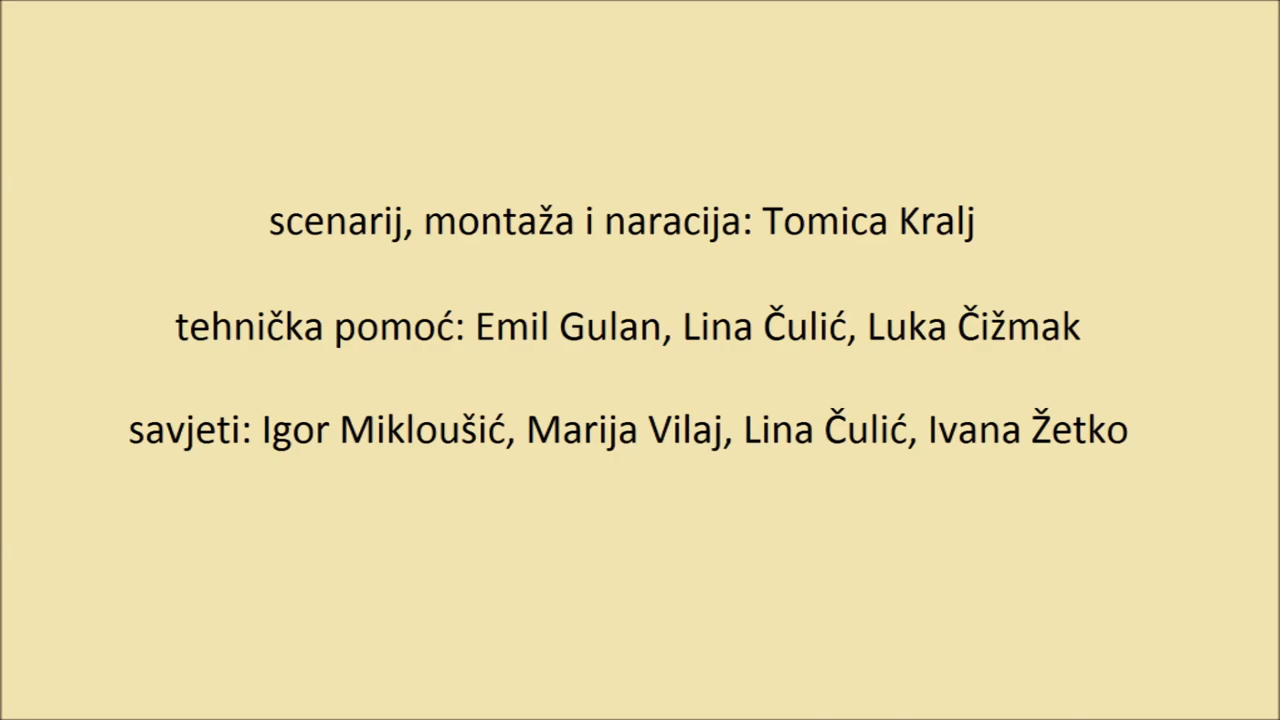 scenarij, montaža i naracija: Tomica Kralj
tehnička pomoć: Emil Gulan, Lina Čulić, Luka Čižmak
savjeti: Igor Mikloušić, Marija Vilaj, Lina Čulić, Ivana Žetko